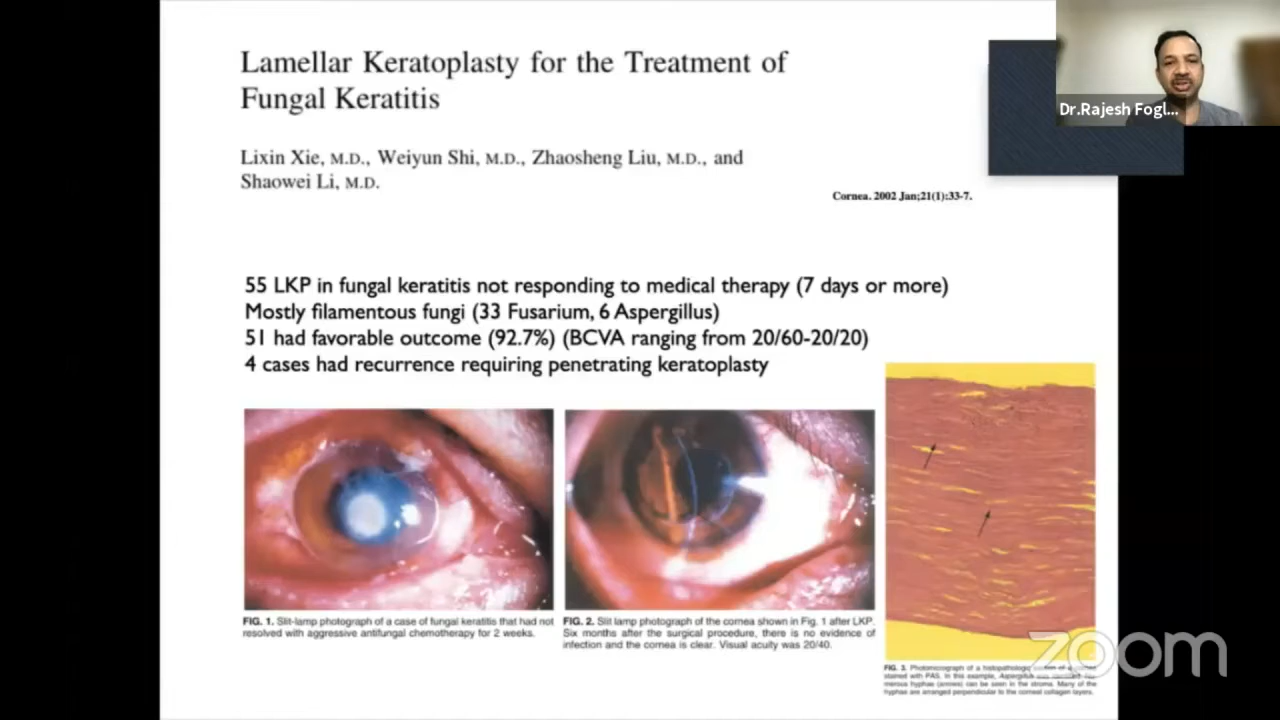 Lamellar Keratoplasty for the Treatment of
Fungal Keratitis
Lixin Xie, M.D., Weiyun Shi, M.D., Zhaosheng Liu, M.D., and
Shaowei Li, M.D.
Cornea. 2002 Jan;21(1):33-7.
Dr.Rajesh Fogl...
55 LKP in fungal keratitis not responding to medical therapy (7 days or more)
Mostly filamentous fungi (33 Fusarium, 6 Aspergillus)
51 had favorable outcome (92.7%) (BCVA ranging from 20/60-20/20)
4 cases had recurrence requiring penetrating keratoplasty
FIG. 1. Slit-lamp photograph of a case of fungal keratitis that had not
resolved with aggressive antifungal chemotherapy for 2 weeks.
FIG. 2. Slit lamp photograph of the cornea shown in Fig. 1 after LKP.
Six months after the surgical procedure, there is no evidence of
infection and the cornea is clear. Visual acuity was 20/40.
FIG. 3. Photomicrograph of a histopathologic
stained with PAS. In this example, Aspergillus
merous hyphae (arrows) can be seen in the stroma. Many of the
hyphae are arranged perpendicular to the corneal collagen layers.
zoom